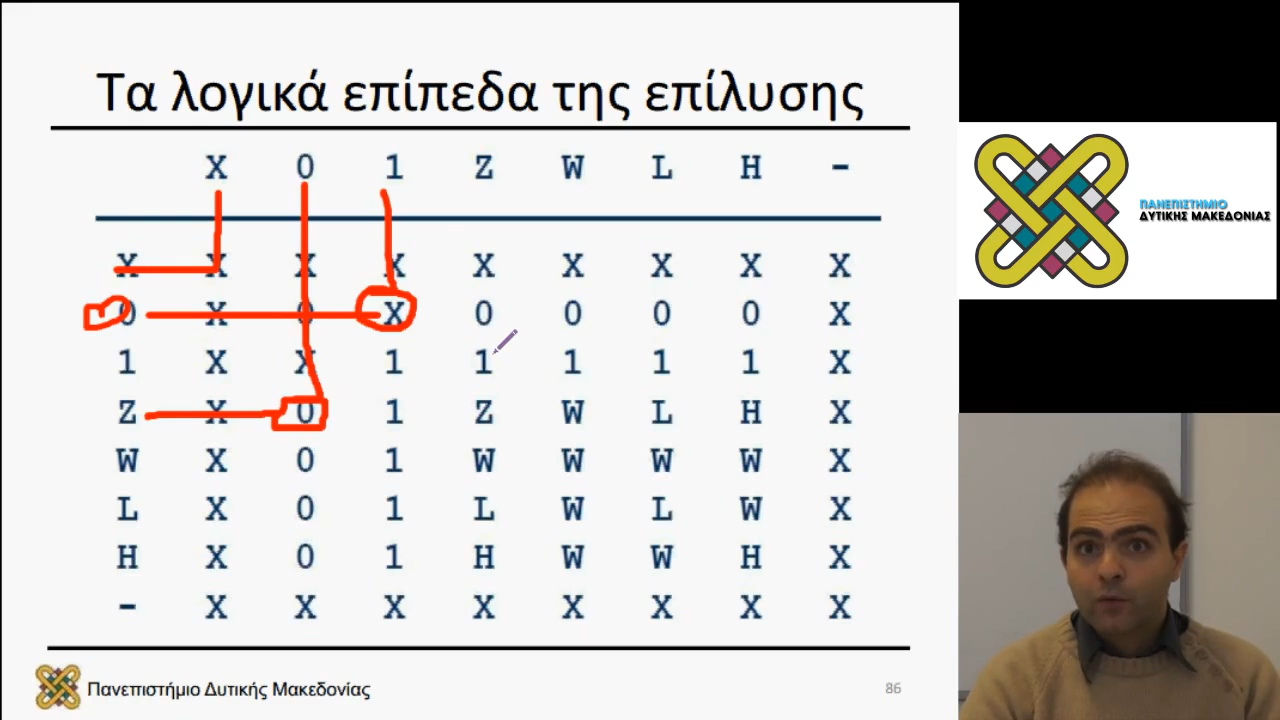 Τα λογικά επίπεδα της επίλυσης
X 0 1 Z W L H -
X X X X X X X X X
0 X 0 X 0 0 0 0 X
1 X X 1 1 1 1 1 X
Z X 0 1 Z W L H X
W X 0 1 W W W W X
L X 0 1 L W L W X
H X 0 1 H W W H X
- X X X X X X X X
Πανεπιστήμιο Δυτικής Μακεδονίας
86
ΠΑΝΕΠΙΣΤΗΜΙΟ
ΔΥΤΙΚΗΣ ΜΑΚΕΔΟΝΙΑΣ